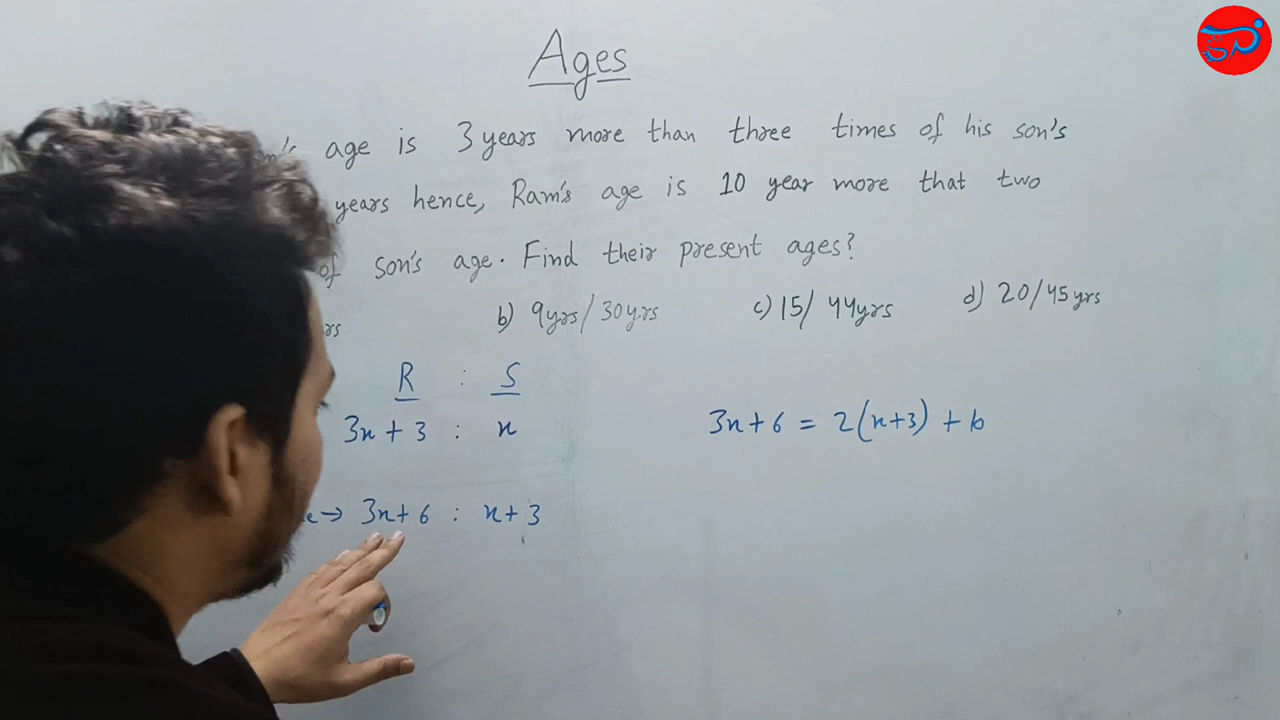 Ages
age is 3 years more than three times of his son's
years hence, Ram's age is 10 year more that two
of son's age. Find their present ages?
rs b) 9yrs/30yrs c) 15/ 44yrs d) 20/45yrs
R : S
3x + 3 : x
3x+6 = 2(x+3) + 10
→ 3x+6 : x+3